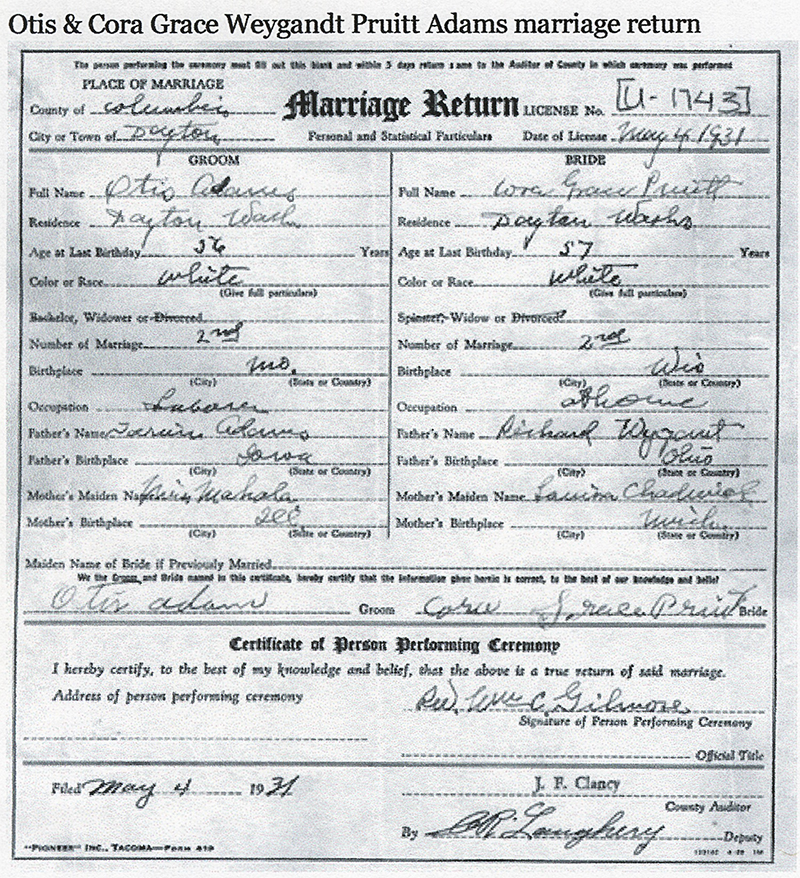 Otis & Cora Grace Weygandt Pruitt Adams marriage return
The person performing the ceremony must fill out this blank and within 3 days return same to the Auditor of County in which ceremony was performed
PLACE OF MARRIAGE
County of Columbia
City or Town of Dayton
Marriage Return
Personal and Statistical Particulars
LICENSE No. [U-1743]
Date of License May 4, 1931
GROOM
Full Name Otis Adams
Residence Dayton Wash
Age at Last Birthday 56 Years
Color or Race white
(Give full particulars)
Bachelor, Widower or Divorced
Number of Marriage 2nd
Birthplace Mo.
(City) (State or Country)
Occupation Laborer
Father's Name Adams
Father's Birthplace Iowa
(City) (State or Country)
Mother's Maiden Name Miss Mahala
Mother's Birthplace Ill
(City) (State or Country)
BRIDE
Full Name Cora Grace Pruitt
Residence Dayton Washn
Age at Last Birthday 57 Years
Color or Race white
(Give full particulars)
Spinster, Widow or Divorced
Number of Marriage 2nd
Birthplace Wis
(City) (State or Country)
Occupation at home
Father's Name Richard Wygant
Father's Birthplace Ohio
(City) (State or Country)
Mother's Maiden Name Louisa Chadwick
Mother's Birthplace Mich.
(City) (State or Country)
Maiden Name of Bride if Previously Married
We the Groom and Bride named in this certificate, hereby certify that the information given herein is correct, to the best of our knowledge and belief
Otis Adams Groom Cora Grace Pruitt Bride
Certificate of Person Performing Ceremony
I hereby certify, to the best of my knowledge and belief, that the above is a true return of said marriage.
Address of person performing ceremony
Rev. Wm C. Gilmore
Signature of Person Performing Ceremony
Official Title
Filed May 4 1931
J. F. Clancy
County Auditor
By Laughery Deputy
"PIONEER" INC., TACOMA—FORM 419